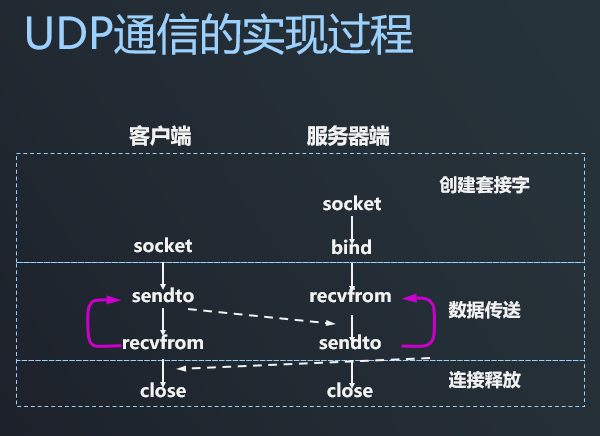 UDP通信的实现过程
客户端 服务器端
创建套接字
socket
socket bind
sendto recvfrom
数据传送
recvfrom sendto
连接释放
close close